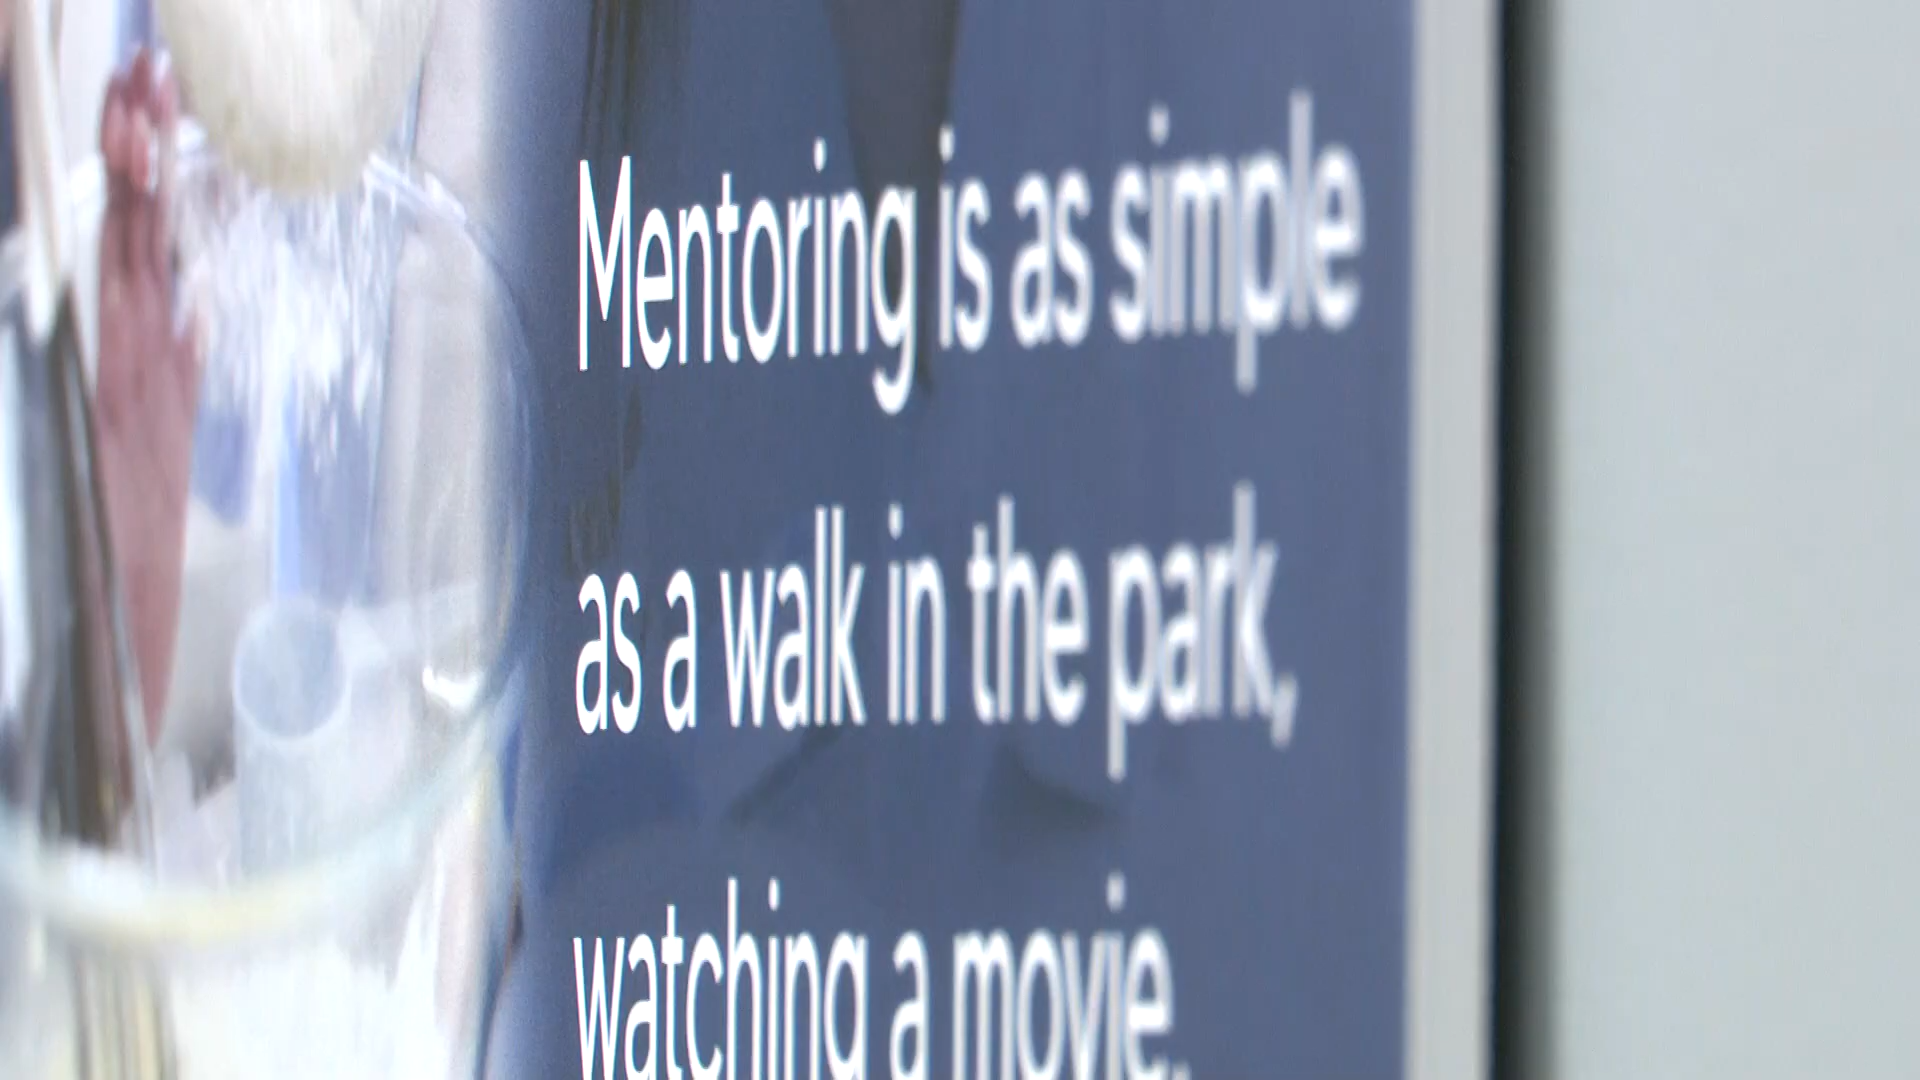 Mentoring is as simple
as a walk in the park,
watching a movie,